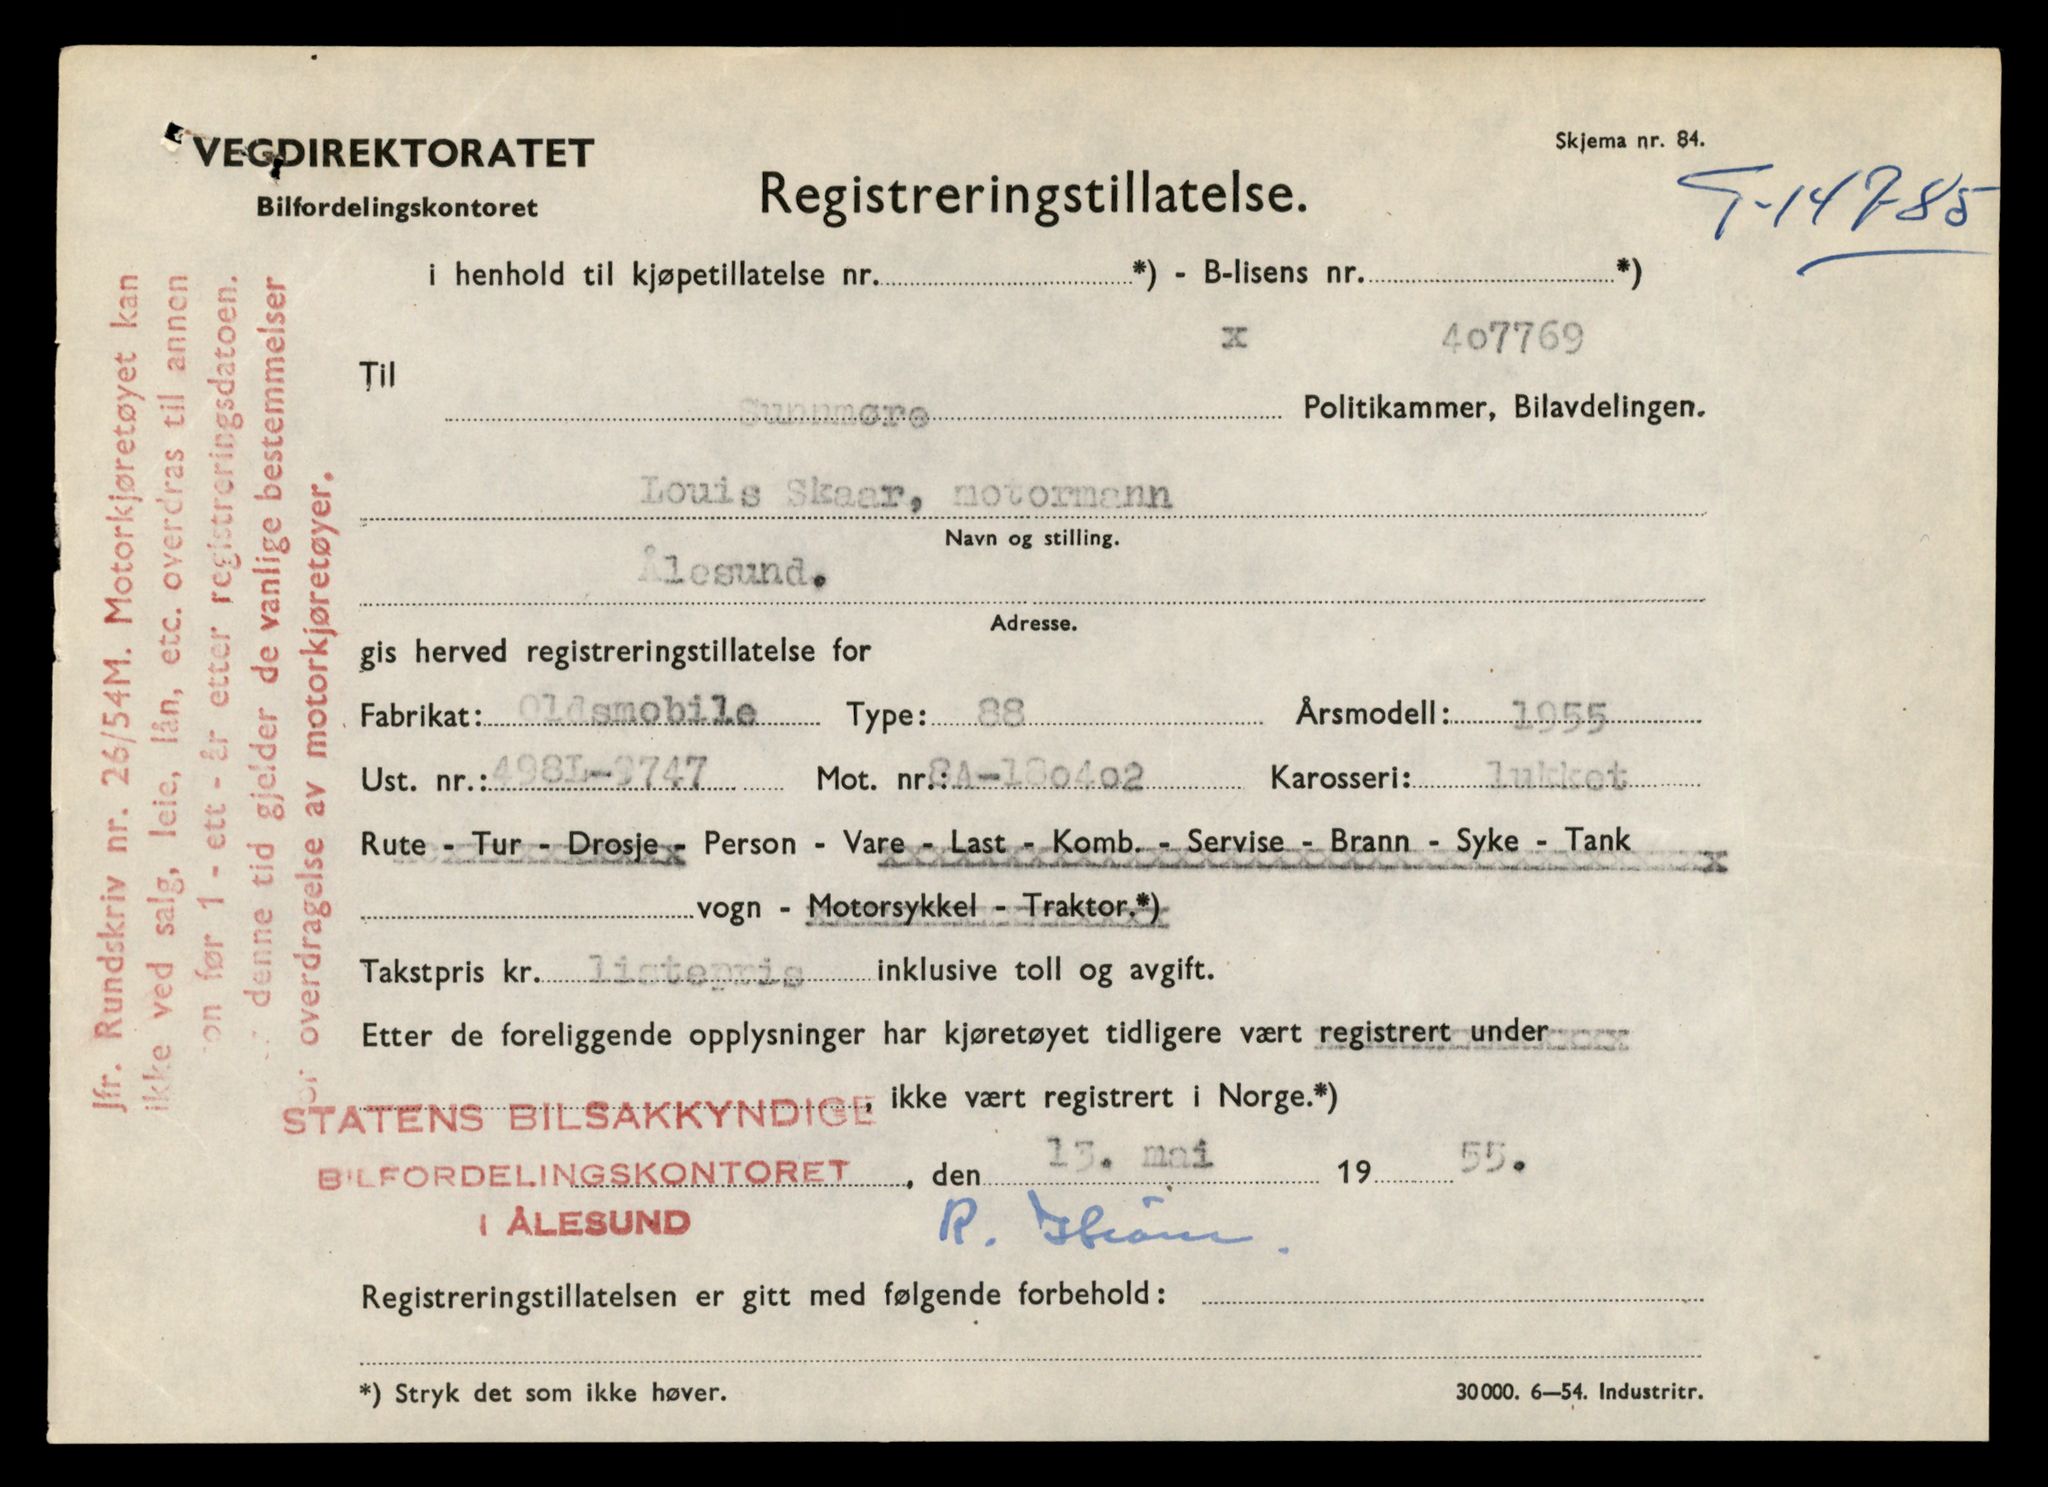 VEGDIREKTORATET
Bilfordelingskontoret
Skjema nr. 84.
Registreringstillatelse.
T-14785
i henhold til kjøpetillatelse nr. *) - B-lisens nr. *)
x 407769
Til
Sunnmøre Politikammer, Bilavdelingen.
Louis Skaar, motormann
Navn og stilling.
Ålesund.
Adresse.
gis herved registreringstillatelse for
Fabrikat: Oldsmobile Type: 88 Årsmodell: 1955
Ust. nr.: 498L-9747 Mot. nr.: 8A-180402 Karosseri: lukket
Rute - Tur - Drosje - Person - Vare - Last - Komb. - Servise - Brann - Syke - Tank
vogn - Motorsykkel - Traktor.*)
Takstpris kr. listepris inklusive toll og avgift.
Etter de foreliggende opplysninger har kjøretøyet tidligere vært registrert under
, ikke vært registrert i Norge.*)
STATENS BILSAKKYNDIGE
BILFORDELINGSKONTORET, den 13. mai 19 55.
I ÅLESUND
R.
Registreringstillatelsen er gitt med følgende forbehold:
*) Stryk det som ikke høver.
30000. 6—54. Industritr.
Jfr. Rundskriv nr. 26/54M. Motorkjøretøyet kan
ikke ved salg, leie, lån, etc. overdras til annen
før 1 - ett - år etter registreringsdatoen.
denne tid gjelder de vanlige bestemmelser
overdragelse av motorkjøretøyer.